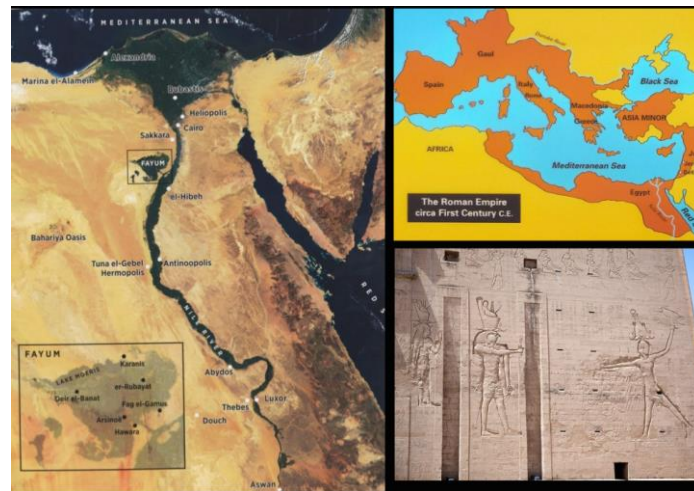 MEDITERRANEAN SEA
Alexandria
Marina el-Alamein
Bubastis
Heliopolis
Cairo
Sakkara
FAYUM
el-Hibeh
Bahariya Oasis
Tuna el-Gebel
Antinoopolis
Hermopolis
NILE RIVER
RED S
Abydos
Luxor
Thebes
Douch
Aswan
FAYUM
Karanis
LAKE MOERIS
er-Rubayat
Deir el-Banat
Fag el-Gamus
Arsinoë
Hawara
Danube River
Gaul
Black Sea
Spain
Italy
Rome
Macedonia
Greece
ASIA MINOR
AFRICA
Mediterranean Sea
Egypt
The Roman Empire
circa First Century C.E.